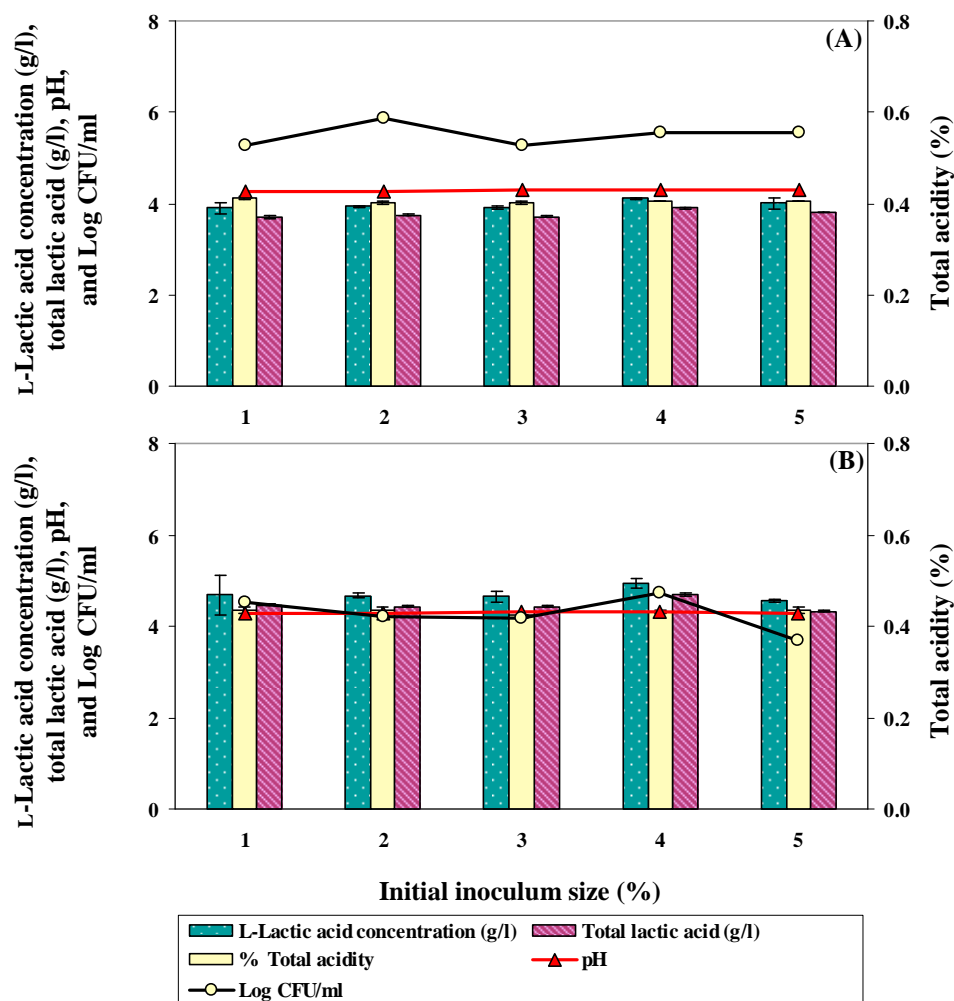 L-Lactic acid concentration (g/l),
total lactic acid (g/l), pH,
and Log CFU/ml
8
6
4
2
0
(A)
0.8
0.6
0.4
0.2
0.0
Total acidity (%)
1 2 3 4 5
L-Lactic acid concentration (g/l),
total lactic acid (g/l), pH,
and Log CFU/ml
8
6
4
2
0
(B)
0.8
0.6
0.4
0.2
0.0
Total acidity (%)
1 2 3 4 5
Initial inoculum size (%)
L-Lactic acid concentration (g/l) Total lactic acid (g/l)
% Total acidity pH
Log CFU/ml